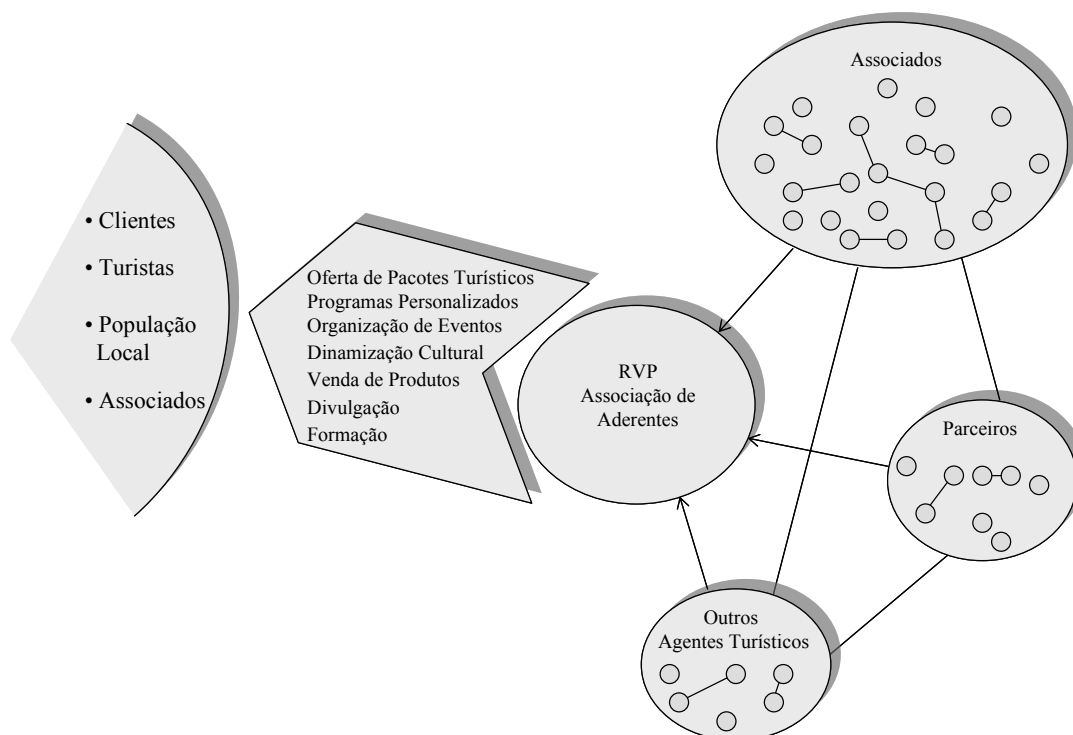 • Clientes
• Turistas
• População
Local
• Associados
Oferta de Pacotes Turísticos
Programas Personalizados
Organização de Eventos
Dinamização Cultural
Venda de Produtos
Divulgação
Formação
RVP
Associação de
Aderentes
Associados
Parceiros
Outros
Agentes Turísticos